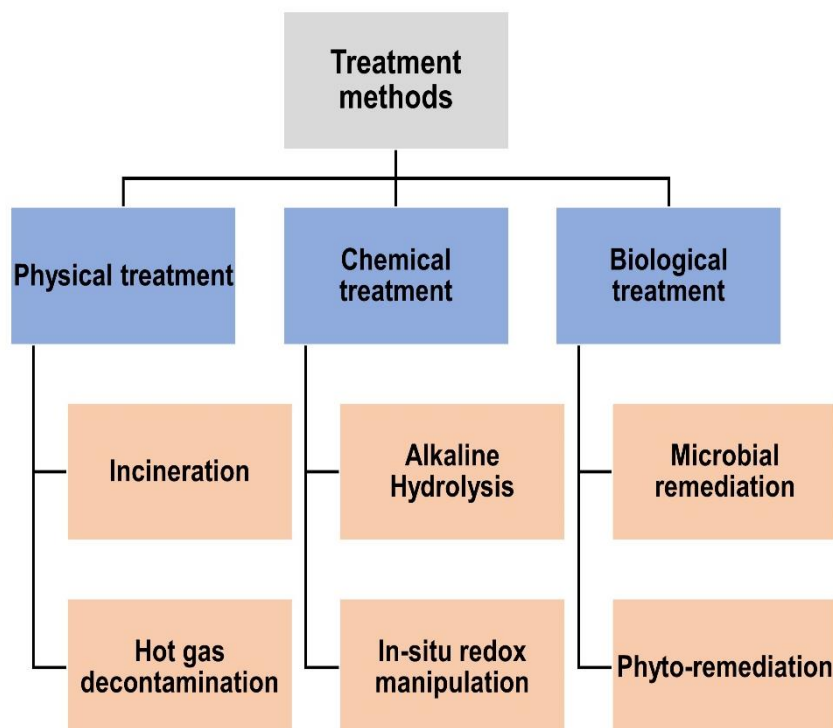 Treatment
methods
Physical treatment
Chemical
treatment
Biological
treatment
Incineration
Alkaline
Hydrolysis
Microbial
remediation
Hot gas
decontamination
In-situ redox
manipulation
Phyto-remediation